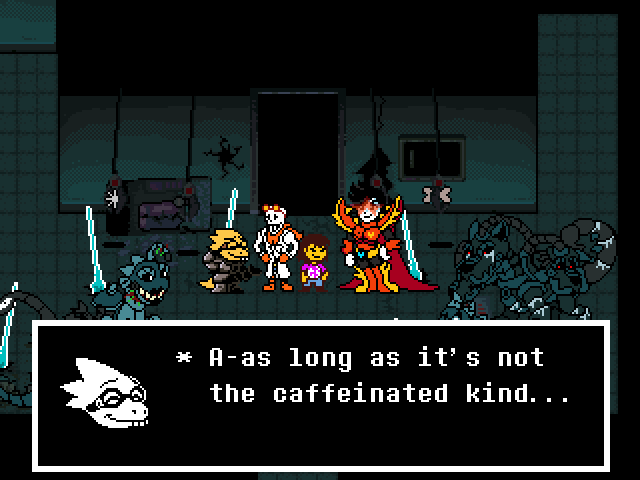 * A-as long as it's not
the caffeinated kind...